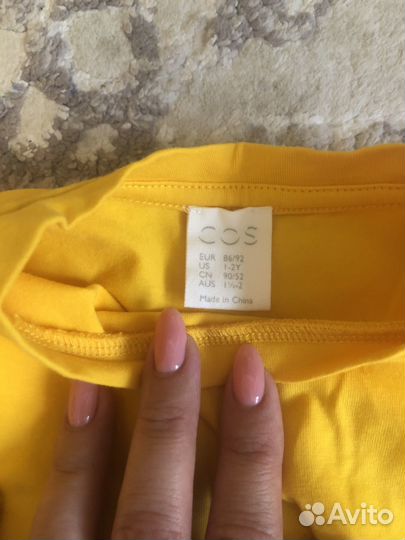 COS
EUR 86/92
US 1-2Y
CN 90/52
AUS 1½-2
Made in China
Avito